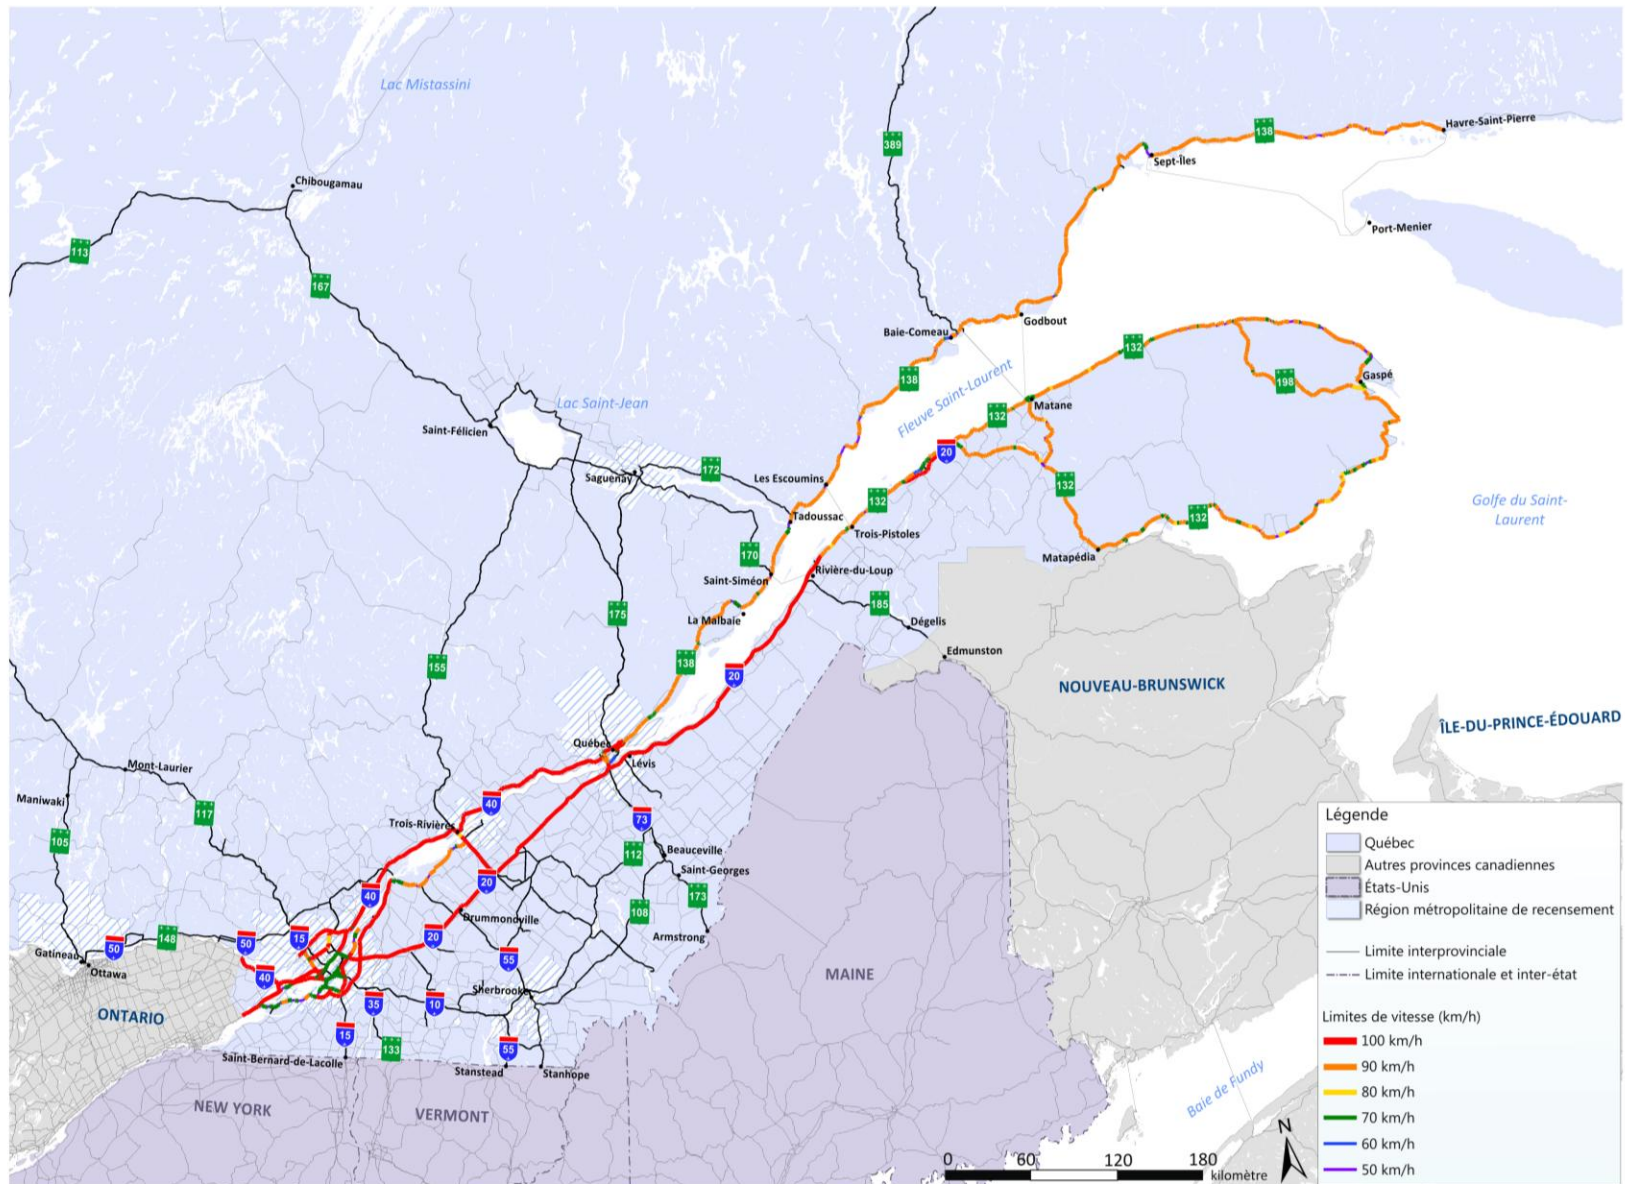 Lac Mistassini
389
138
Havre-Saint-Pierre
Sept-Îles
Chibougamau
113
Port-Menier
167
Godbout
Baie-Comeau
132
138
Fleuve Saint-Laurent
198
Gaspé
Lac Saint-Jean
Matane
132
Saint-Félicien
20
172
Saguenay
Les Escoumins
132
132
Golfe du Saint-
Laurent
Tadoussac
132
Trois-Pistoles
170
Matapédia
Saint-Siméon
Rivière-du-Loup
185
175
La Malbaie
Dégelis
Edmunston
155
138
20
NOUVEAU-BRUNSWICK
ÎLE-DU-PRINCE-ÉDOUARD
Québec
Lévis
Mont-Laurier
Maniwaki
40
117
73
Trois-Rivières
105
Beauceville
112
Saint-Georges
20
40
173
108
Drummondville
Armstrong
15
20
148
50
50
Gatineau
Ottawa
55
MAINE
40
Sherbrooke
35
10
ONTARIO
15
133
55
Saint-Bernard-de-Lacolle
Stanstead
Stanhope
NEW YORK
VERMONT
Baie de Fundy
Légende
Québec
Autres provinces canadiennes
États-Unis
Région métropolitaine de recensement
Limite interprovinciale
Limite internationale et inter-état
Limites de vitesse (km/h)
100 km/h
90 km/h
80 km/h
70 km/h
60 km/h
50 km/h
N
0 60 120 180
kilomètre